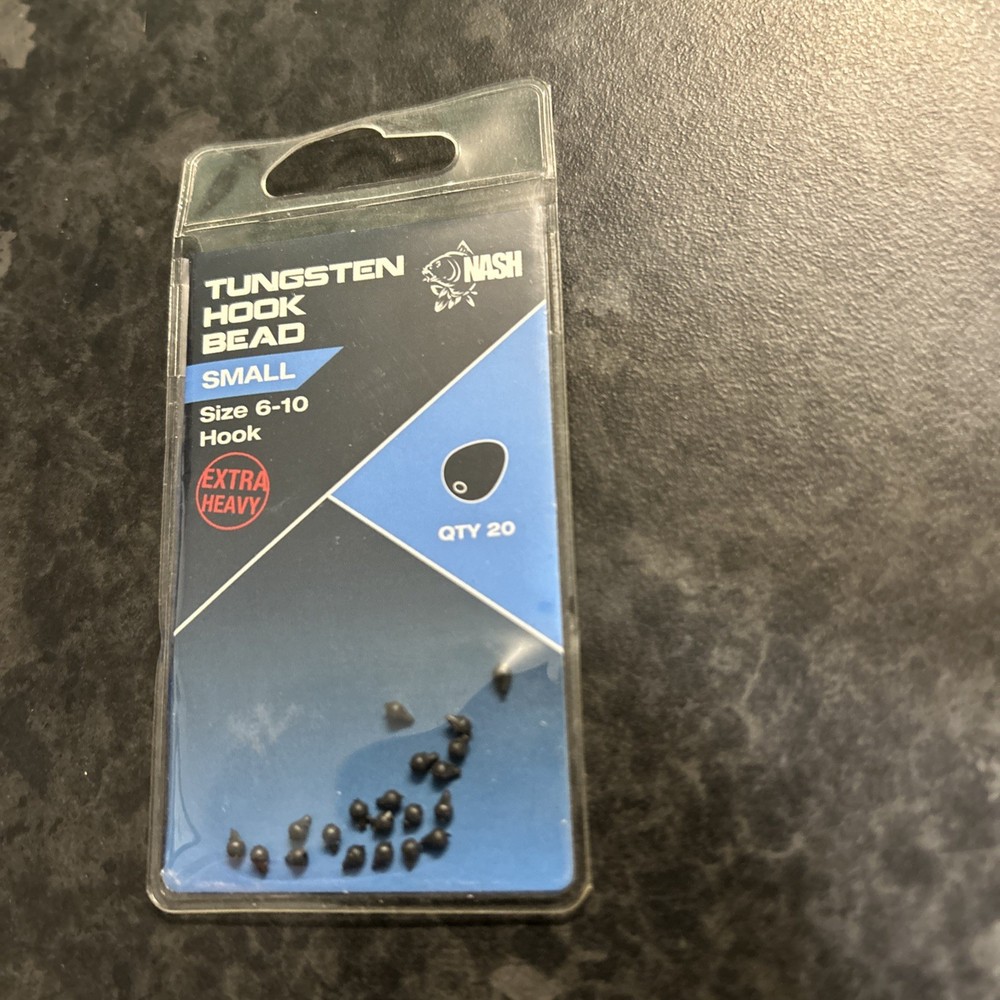 TUNGSTEN
HOOK
BEAD
NASH
SMALL
Size 6-10
Hook
EXTRA
HEAVY
QTY 20